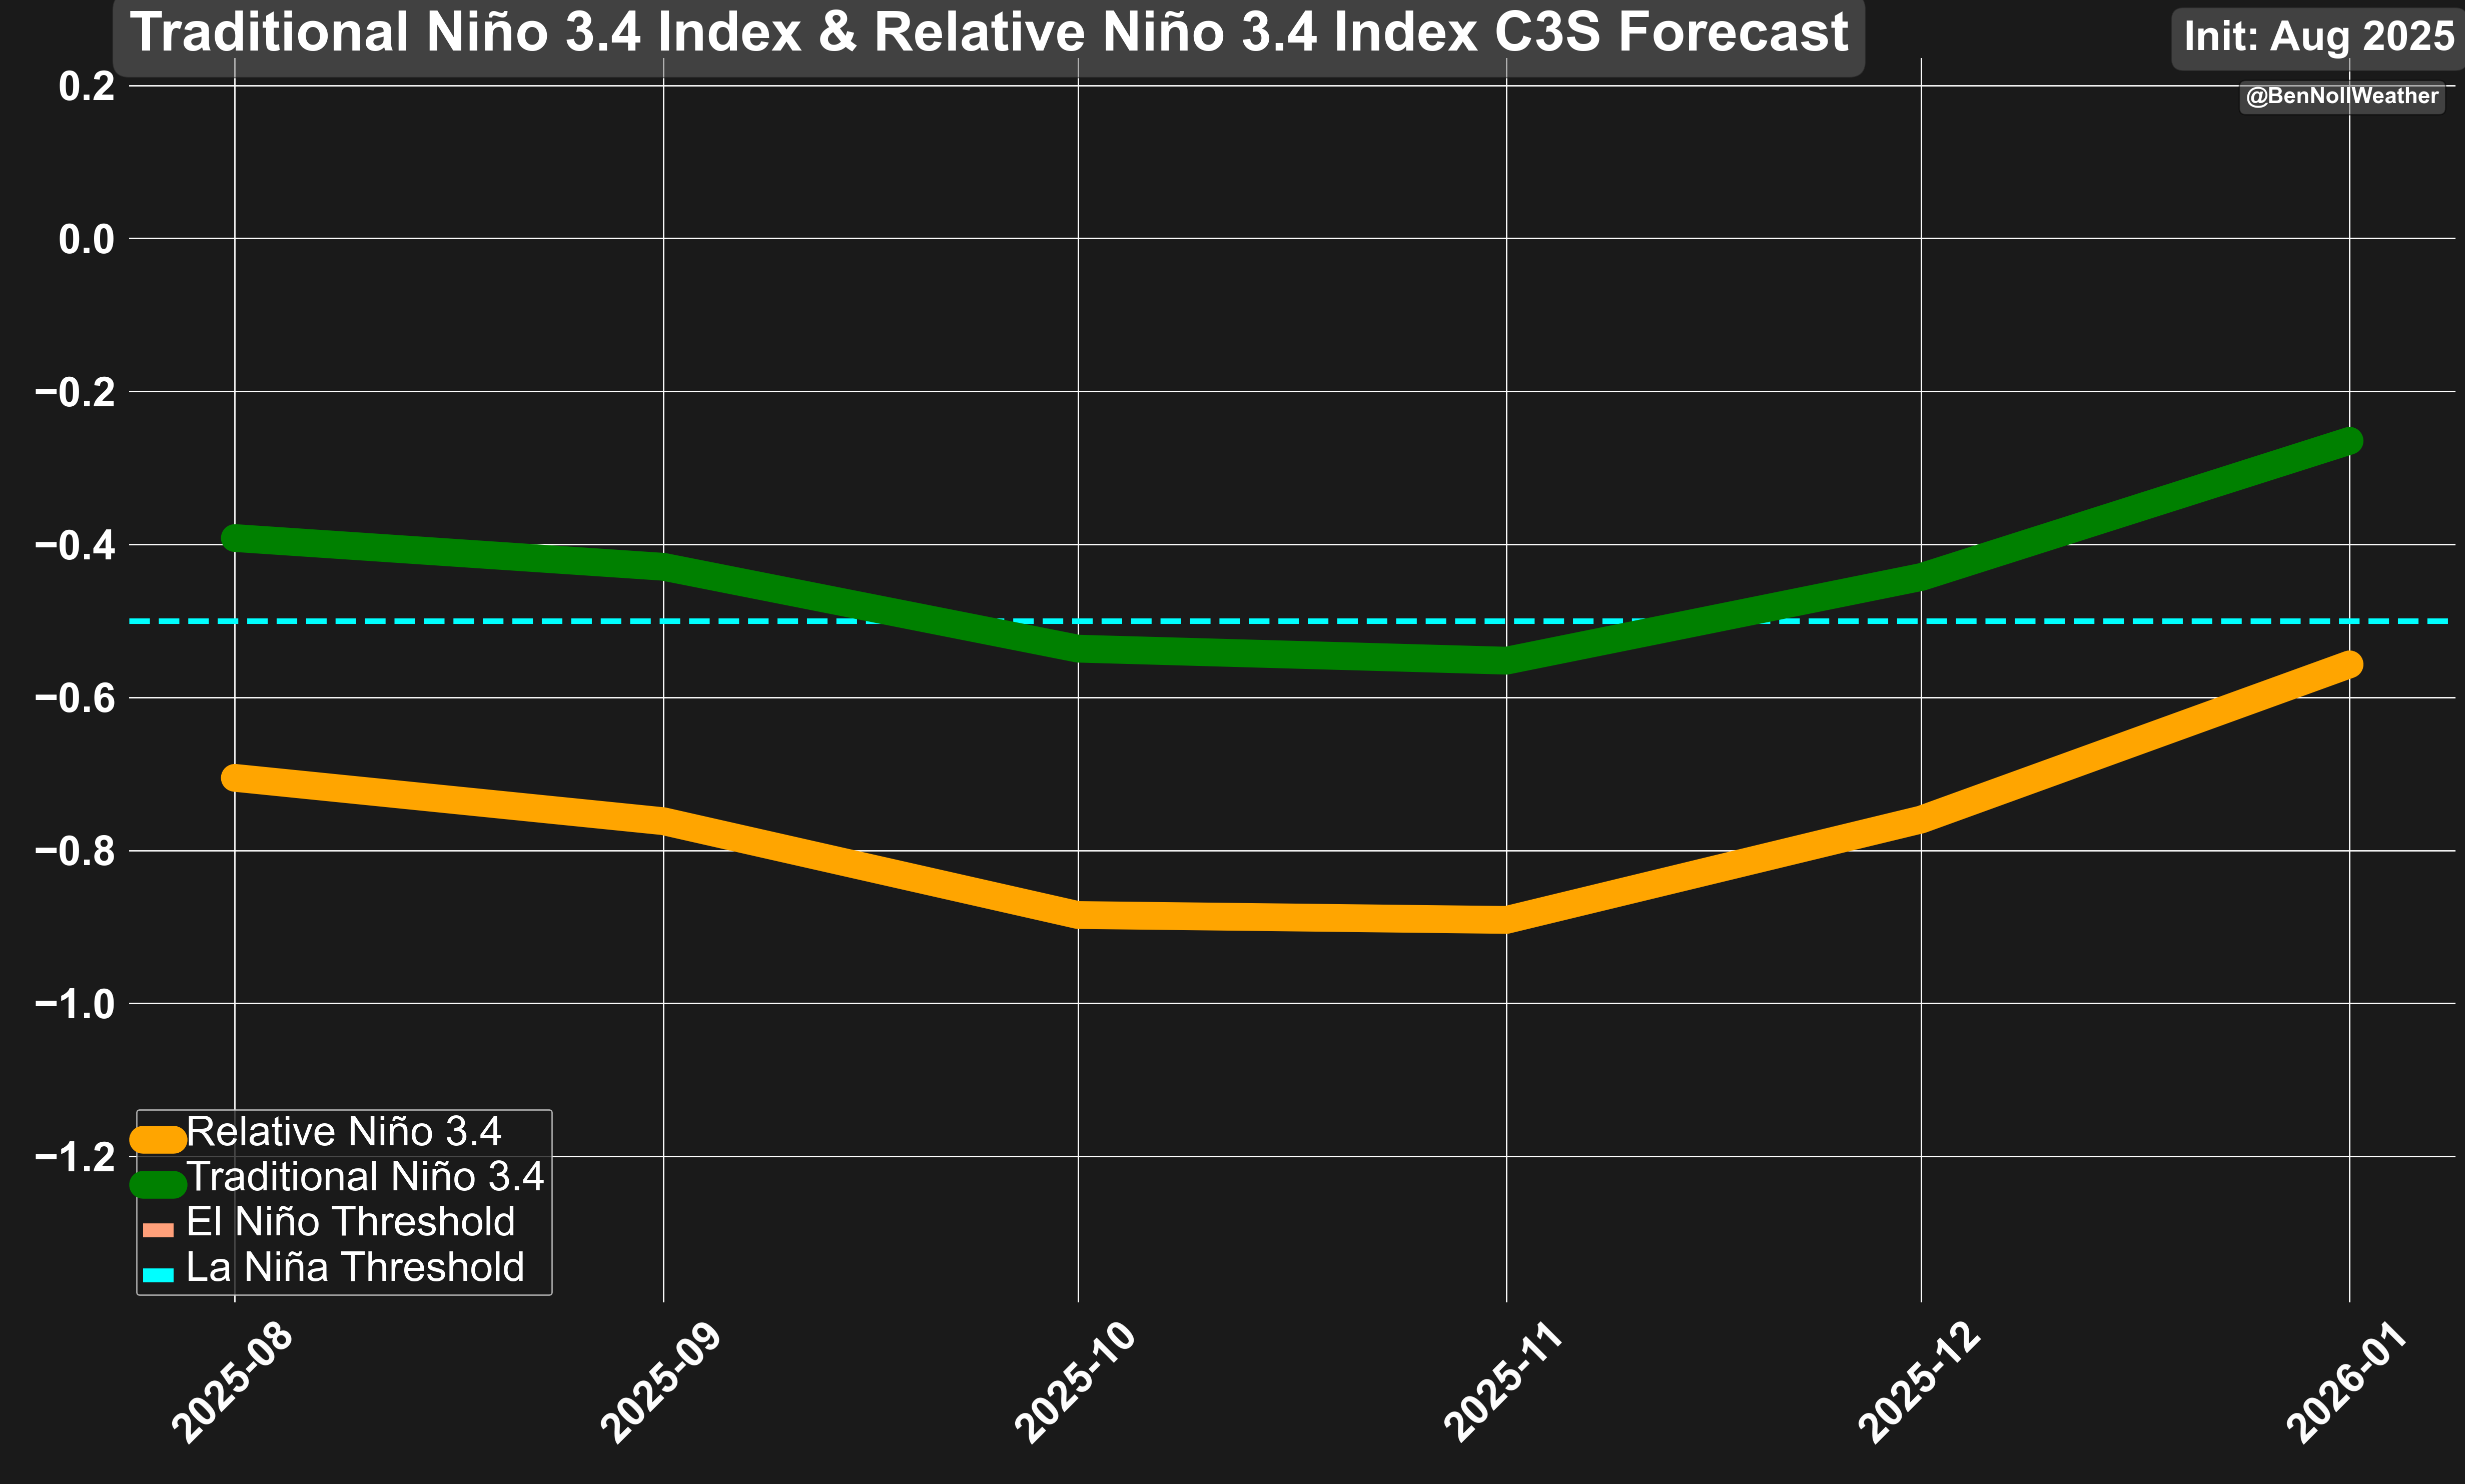 Traditional Niño 3.4 Index & Relative Niño 3.4 Index C3S Forecast
Init: Aug 2025
@BenNollWeather
0.2
0.0
−0.2
−0.4
−0.6
−0.8
−1.0
−1.2
Relative Niño 3.4
Traditional Niño 3.4
El Niño Threshold
La Niña Threshold
2025-08
2025-09
2025-10
2025-11
2025-12
2026-01